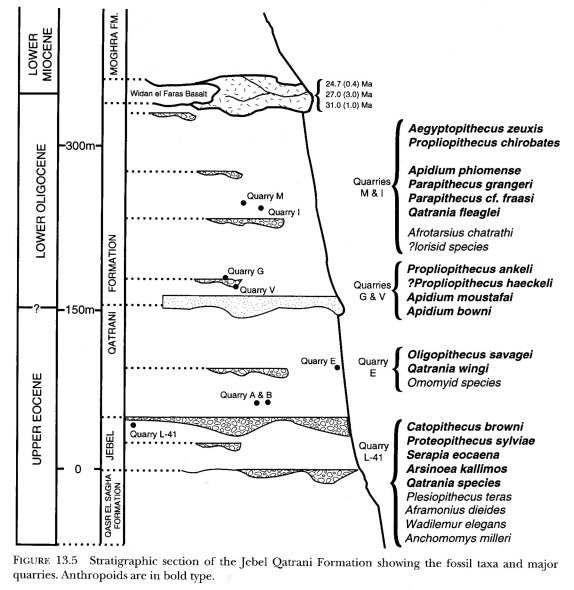 LOWER
MIOCENE
LOWER OLIGOCENE
?
UPPER EOCENE
300m
150m
0
MOGHRA FM.
FORMATION
QATRANI
JEBEL
QASR EL SAGHA
FORMATION
Widan el Faras Basalt
24.7 (0.4) Ma
27.0 (3.0) Ma
31.0 (1.0) Ma
Quarry M
Quarry I
Quarry G
Quarry V
Quarry E
Quarry A & B
Quarry L-41
Quarries
M & I
Aegyptopithecus zeuxis
Propliopithecus chirobates
Apidium phiomense
Parapithecus grangeri
Parapithecus cf. fraasi
Qatrania fleaglei
Afrotarsius chatrathi
?lorisid species
Quarries
G & V
Propliopithecus ankeli
?Propliopithecus haeckeli
Apidium moustafai
Apidium bowni
Quarry
E
Oligopithecus savagei
Qatrania wingi
Omomyid species
Quarry
L-41
Catopithecus browni
Proteopithecus sylviae
Serapia eocaena
Arsinoea kallimos
Qatrania species
Plesiopithecus teras
Aframonius dieides
Wadilemur elegans
Anchomomys milleri
FIGURE 13.5 Stratigraphic section of the Jebel Qatrani Formation showing the fossil taxa and major
quarries. Anthropoids are in bold type.